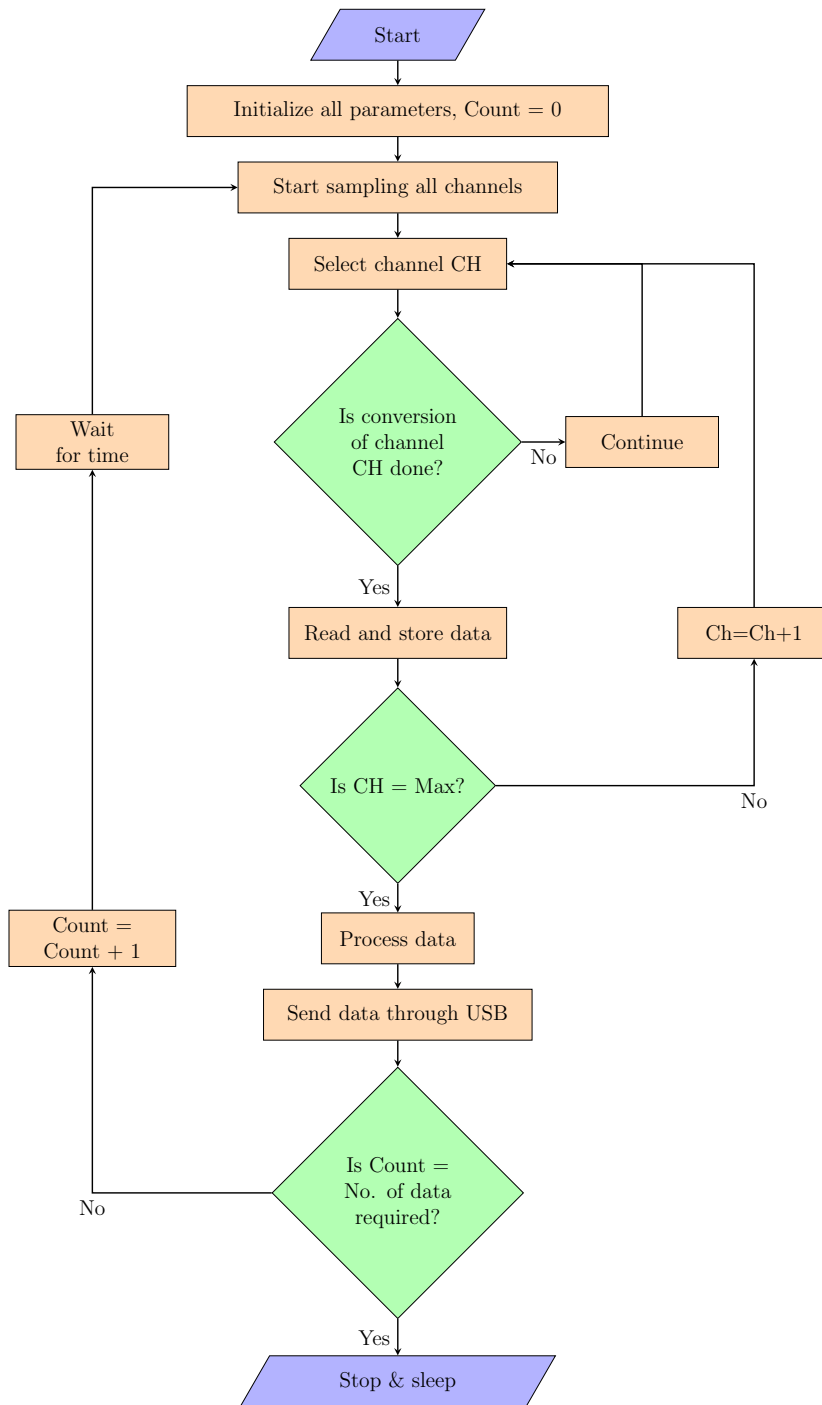 Start
Initialize all parameters, Count = 0
Start sampling all channels
Select channel CH
Is conversion
of channel
CH done?
No
Continue
Wait
for time
Yes
Read and store data
Ch=Ch+1
Is CH = Max?
No
Yes
Count =
Count + 1
Process data
Send data through USB
Is Count =
No. of data
required?
No
Yes
Stop & sleep